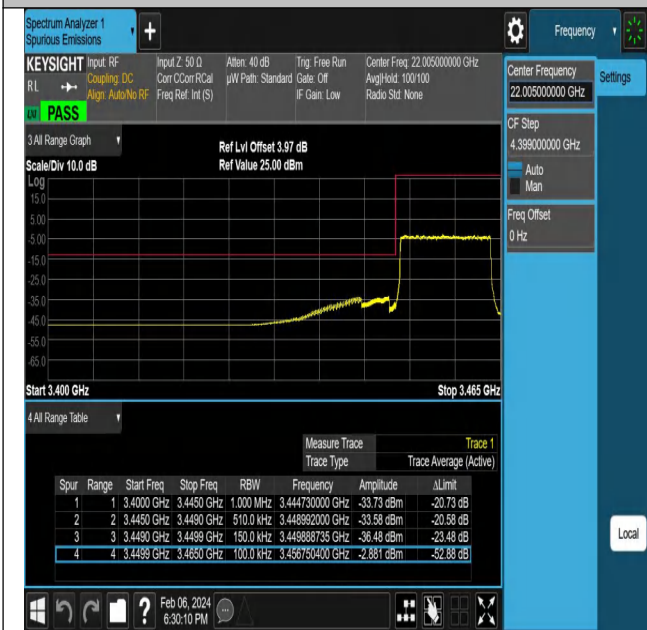 Spectrum Analyzer 1
Spurious Emissions
+
Frequency
KEYSIGHT Input: RF Input Z: 50 Ω Atten: 40 dB Trig: Free Run Center Freq: 22.005000000 GHz
RL Coupling: DC Corr CCorr RCal µW Path: Standard Gate: Off Avg|Hold: 100/100
Align: Auto/No RF Freq Ref: Int (S) IF Gain: Low Radio Std: None
PASS
Center Frequency
22.005000000 GHz
Settings
CF Step
4.399000000 GHz
Auto
Man
Freq Offset
0 Hz
3 All Range Graph
Ref Lvl Offset 3.97 dB
Scale/Div 10.0 dB Ref Value 25.00 dBm
Log
15.0
5.00
-5.00
-15.0
-25.0
-35.0
-45.0
-55.0
-65.0
Start 3.400 GHz Stop 3.465 GHz
4 All Range Table
Measure Trace Trace 1
Trace Type Trace Average (Active)
Spur Range Start Freq Stop Freq RBW Frequency Amplitude ΔLimit
1 1 3.4000 GHz 3.4450 GHz 1.000 MHz 3.444730000 GHz -33.73 dBm -20.73 dB
2 2 3.4450 GHz 3.4490 GHz 510.0 kHz 3.448992000 GHz -33.58 dBm -20.58 dB
3 3 3.4490 GHz 3.4499 GHz 150.0 kHz 3.449888735 GHz -36.48 dBm -23.48 dB
4 4 3.4499 GHz 3.4650 GHz 100.0 kHz 3.456750400 GHz -2.881 dBm -52.88 dB
Local
?
Feb 06, 2024
6:30:10 PM